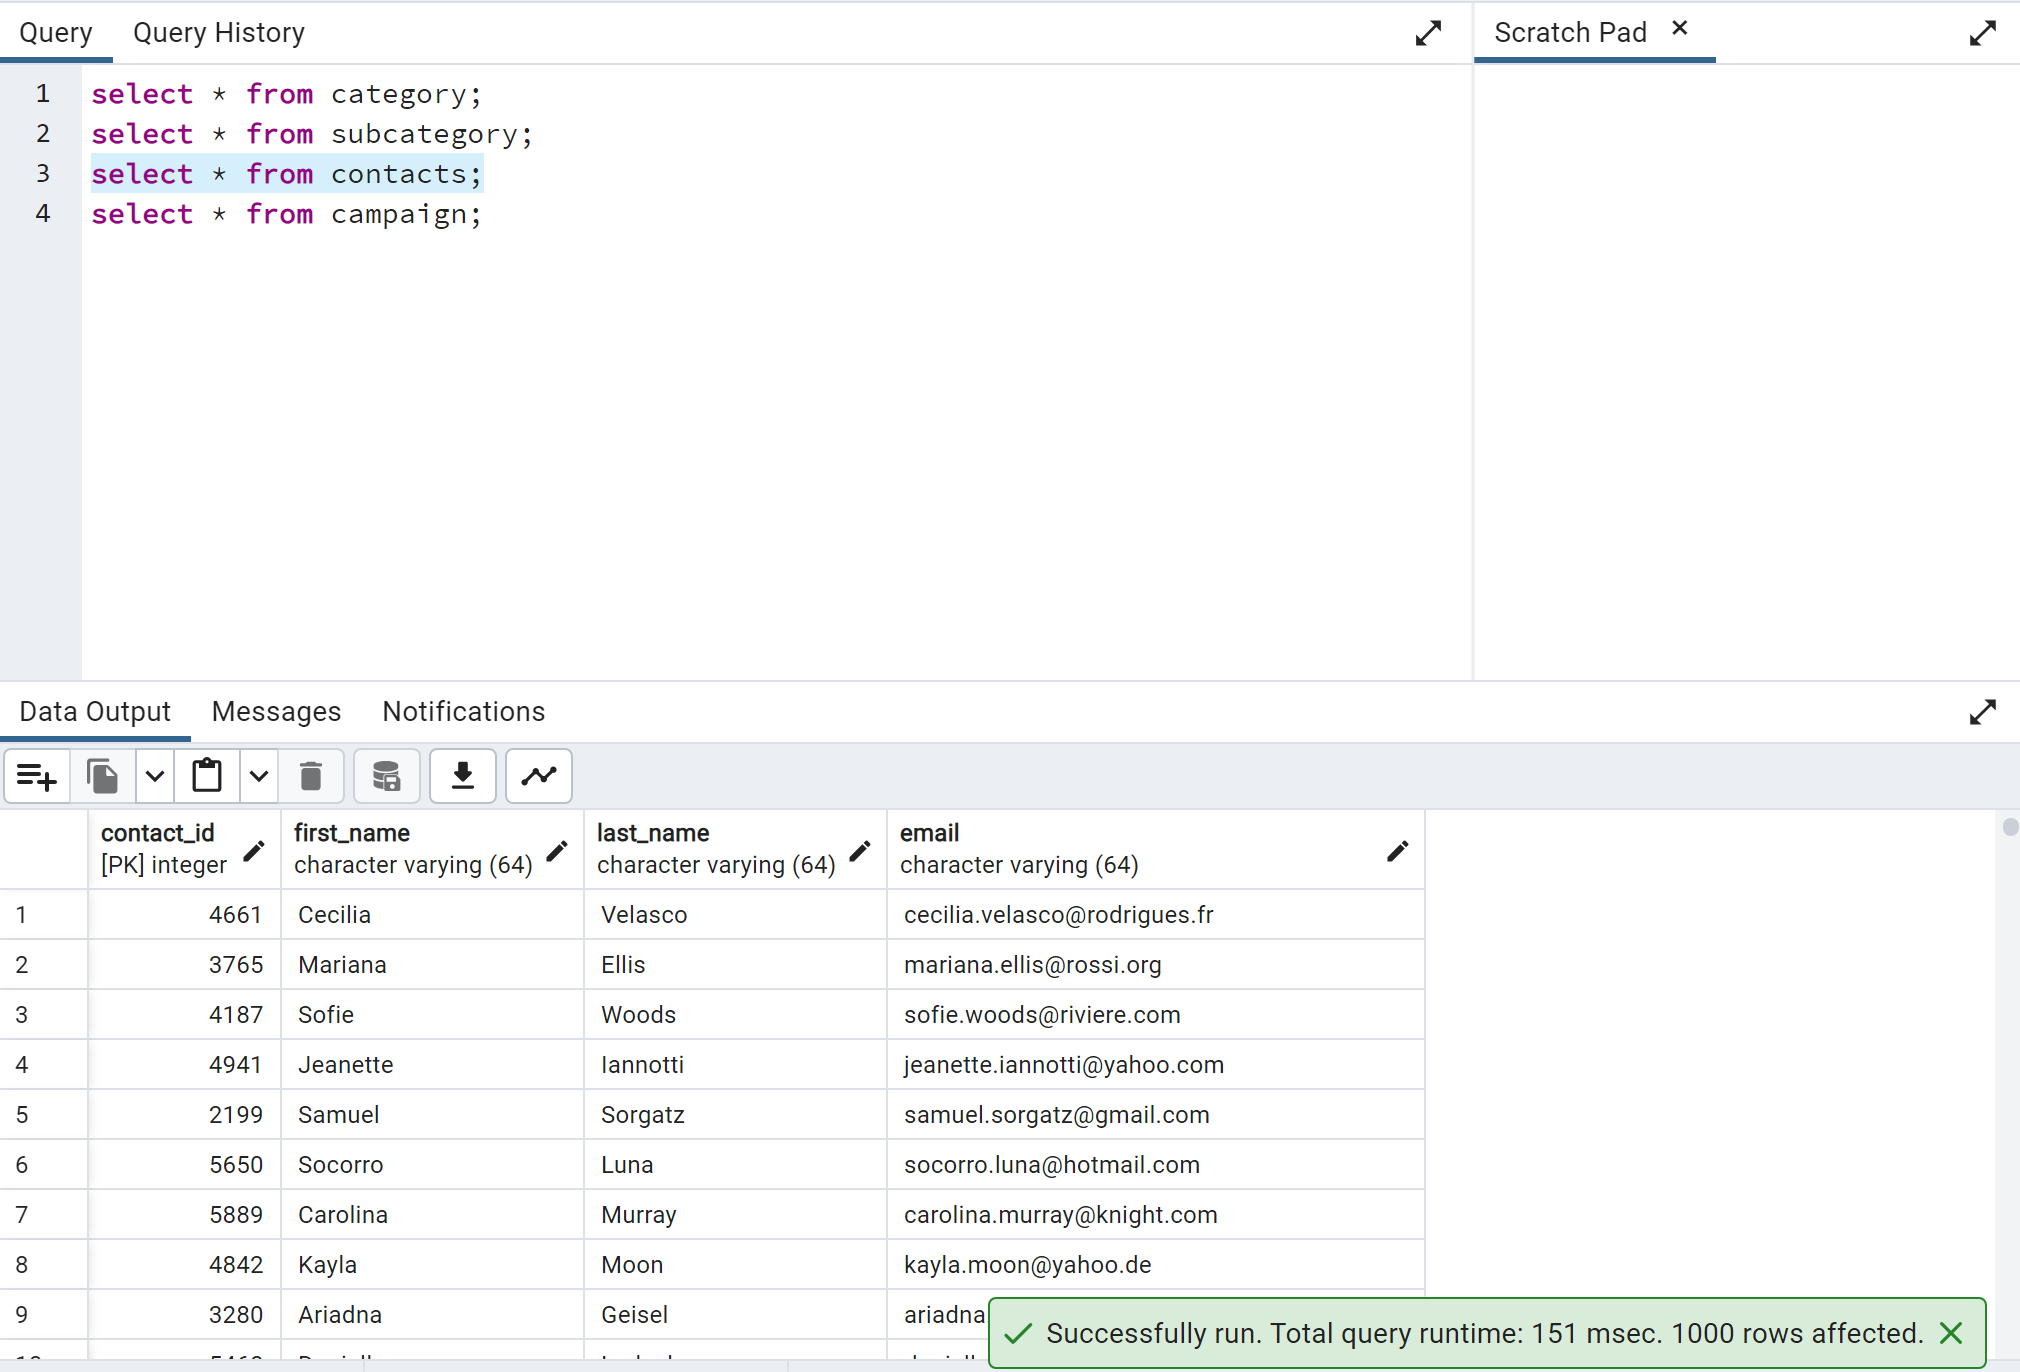 Query Query History Scratch Pad
1 select * from category;
2 select * from subcategory;
3 select * from contacts;
4 select * from campaign;
Data Output Messages Notifications
contact_id first_name last_name email
[PK] integer character varying (64) character varying (64) character varying (64)
1 4661 Cecilia Velasco cecilia.velasco@rodrigues.fr
2 3765 Mariana Ellis mariana.ellis@rossi.org
3 4187 Sofie Woods sofie.woods@riviere.com
4 4941 Jeanette Iannotti jeanette.iannotti@yahoo.com
5 2199 Samuel Sorgatz samuel.sorgatz@gmail.com
6 5650 Socorro Luna socorro.luna@hotmail.com
7 5889 Carolina Murray carolina.murray@knight.com
8 4842 Kayla Moon kayla.moon@yahoo.de
9 3280 Ariadna Geisel ariadna
Successfully run. Total query runtime: 151 msec. 1000 rows affected.